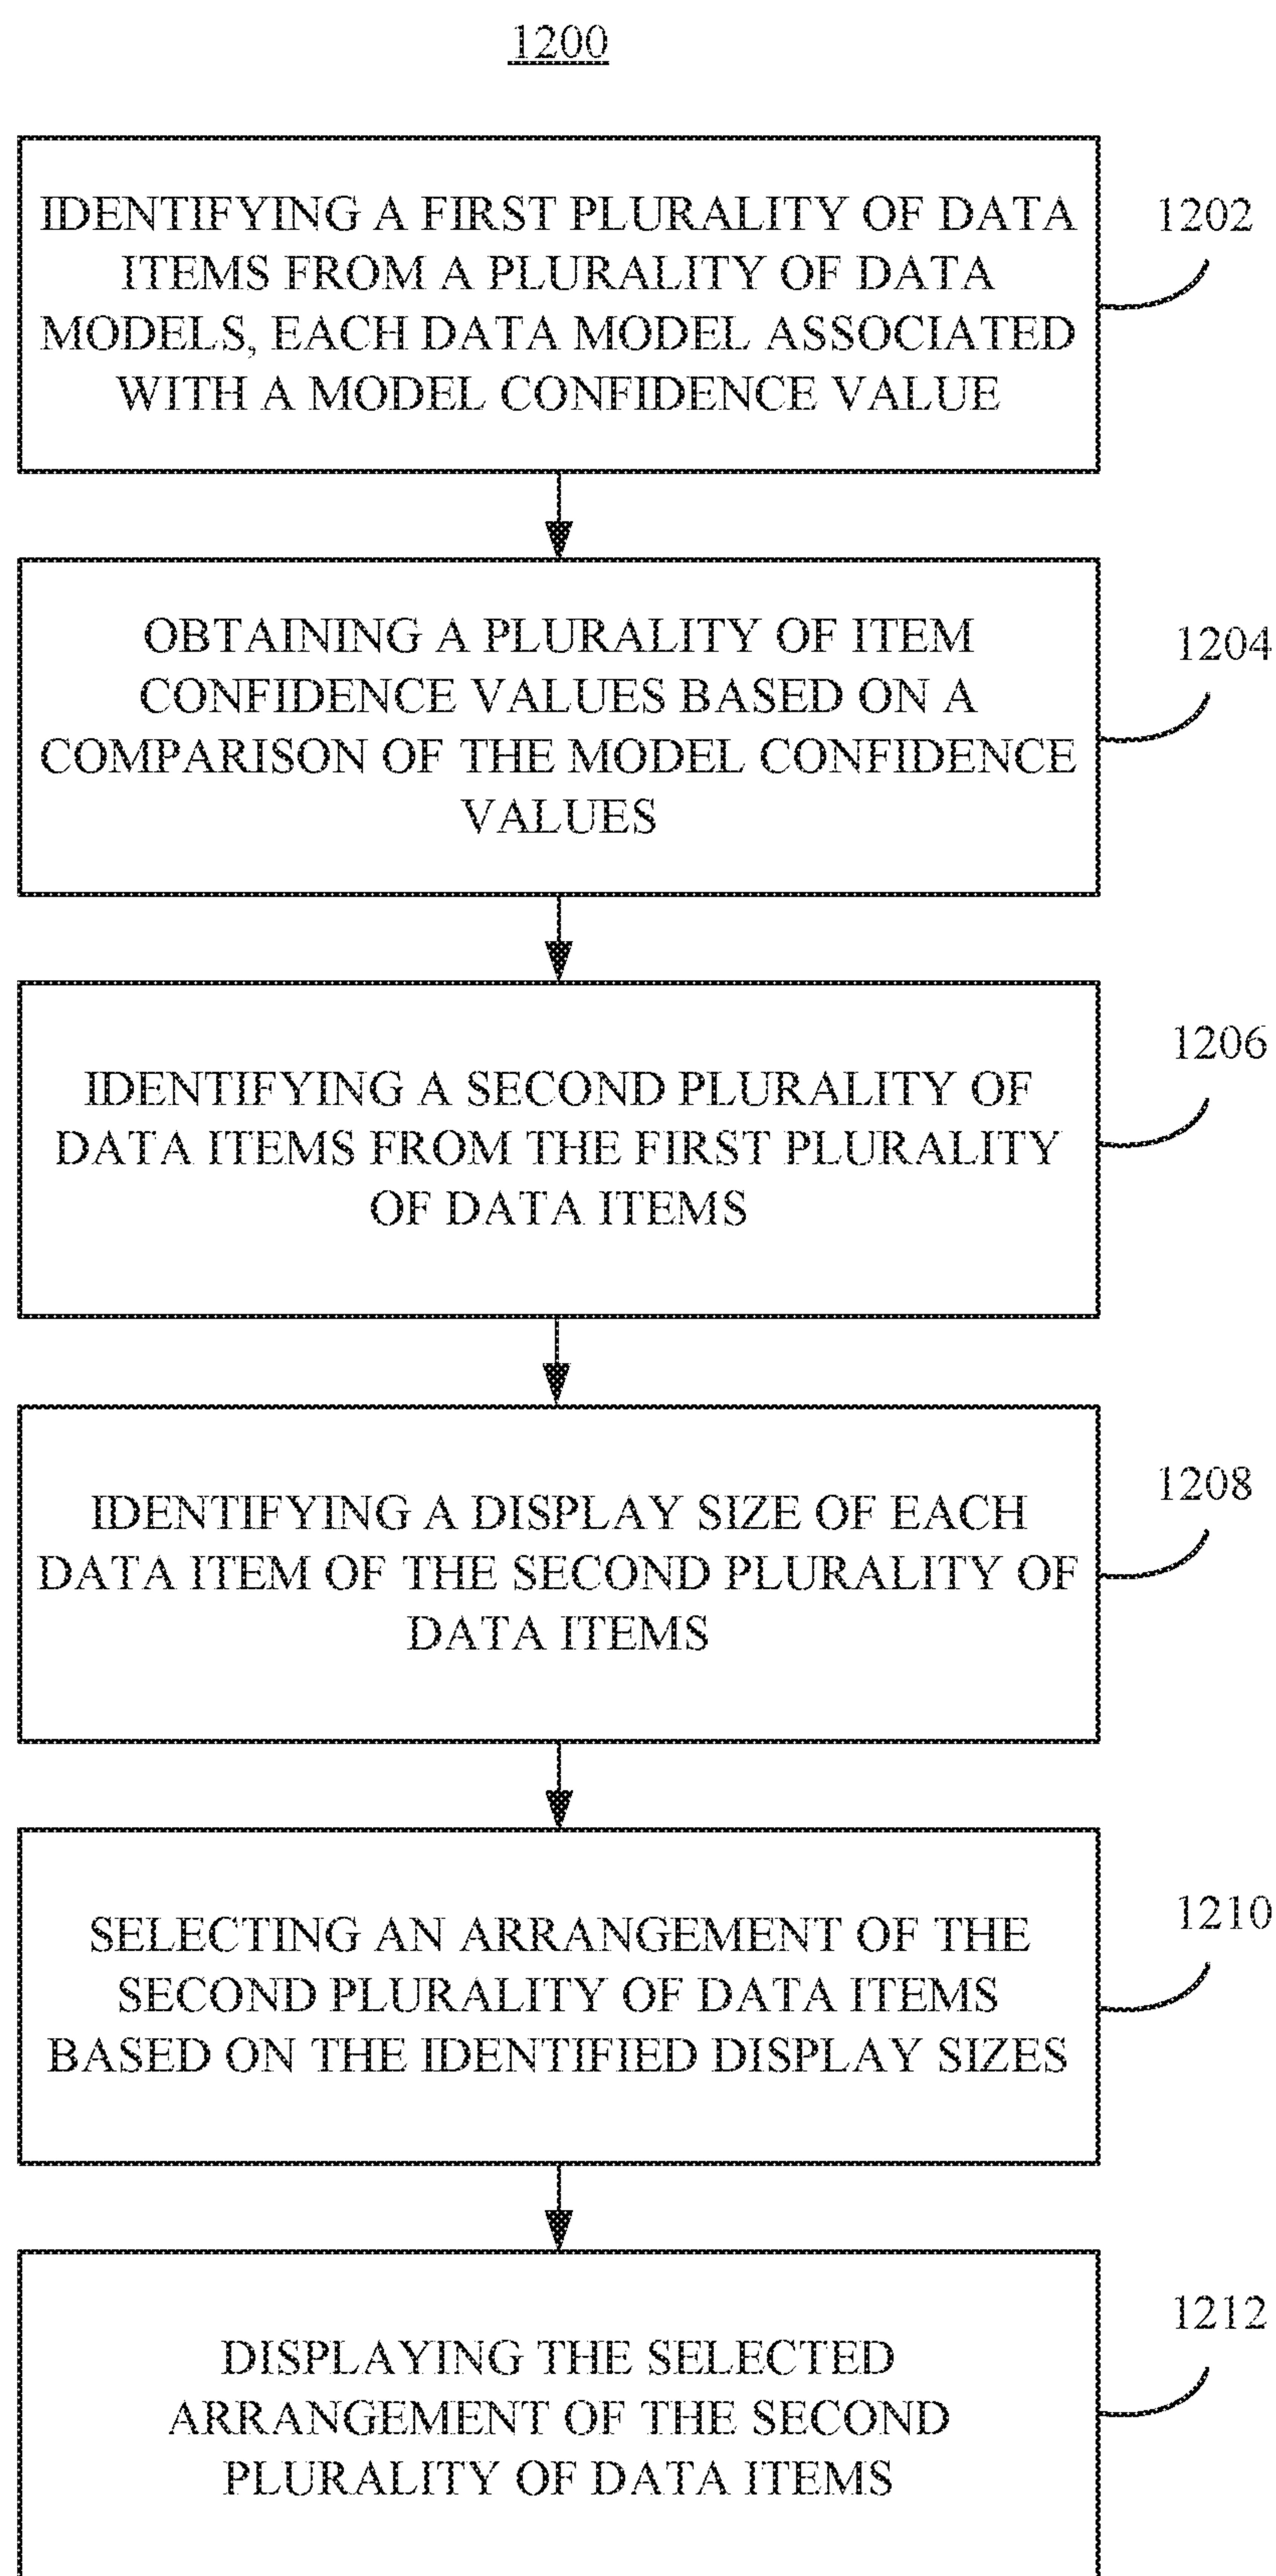 1200
IDENTIFYING A FIRST PLURALITY OF DATA
ITEMS FROM A PLURALITY OF DATA
MODELS, EACH DATA MODEL ASSOCIATED
WITH A MODEL CONFIDENCE VALUE
1202
OBTAINING A PLURALITY OF ITEM
CONFIDENCE VALUES BASED ON A
COMPARISON OF THE MODEL CONFIDENCE
VALUES
1204
IDENTIFYING A SECOND PLURALITY OF
DATA ITEMS FROM THE FIRST PLURALITY
OF DATA ITEMS
1206
IDENTIFYING A DISPLAY SIZE OF EACH
DATA ITEM OF THE SECOND PLURALITY OF
DATA ITEMS
1208
SELECTING AN ARRANGEMENT OF THE
SECOND PLURALITY OF DATA ITEMS
BASED ON THE IDENTIFIED DISPLAY SIZES
1210
DISPLAYING THE SELECTED
ARRANGEMENT OF THE SECOND
PLURALITY OF DATA ITEMS
1212